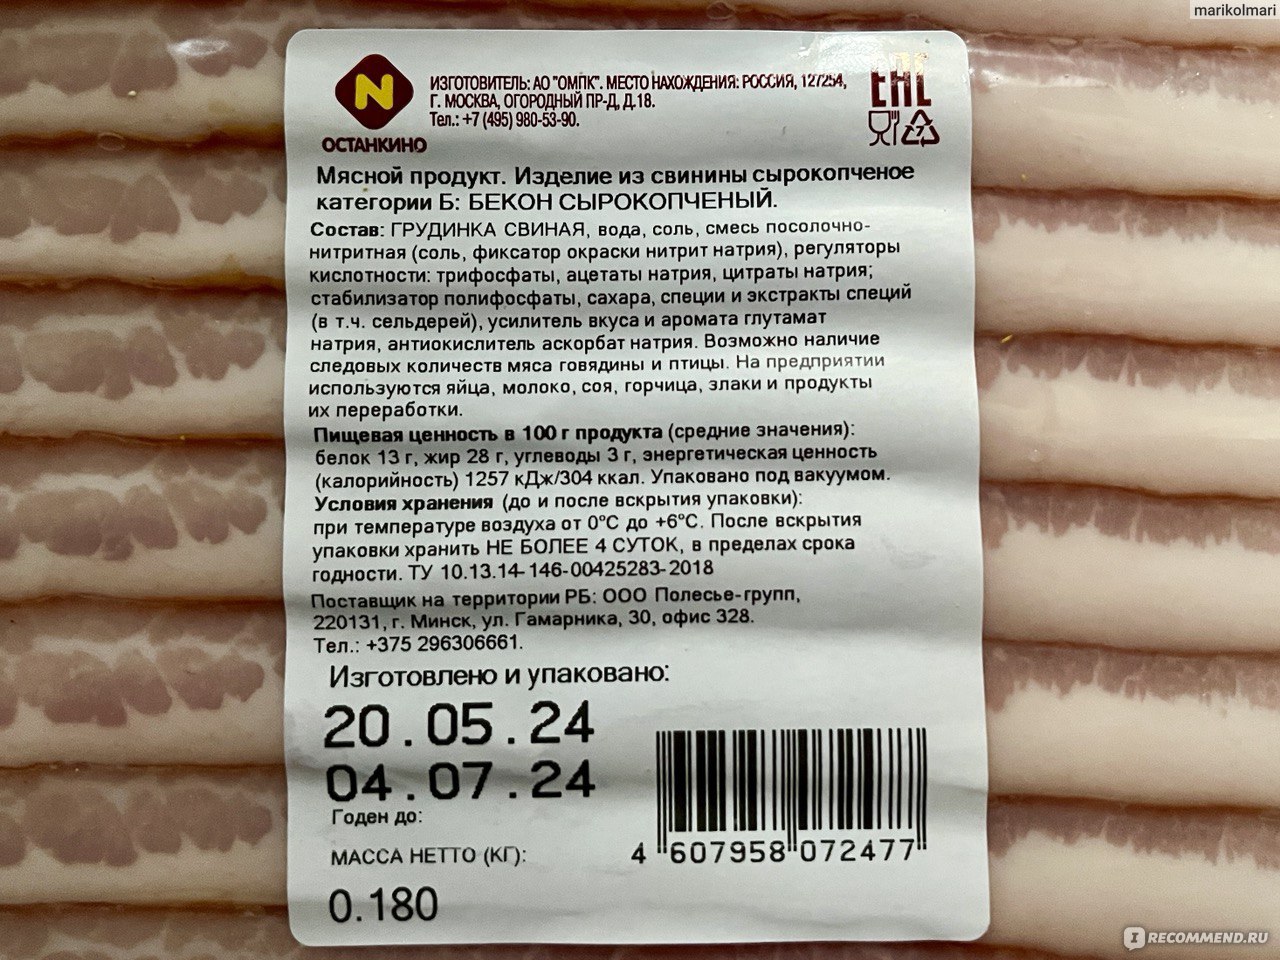 marikolmari
N
ОСТАНКИНО
ИЗГОТОВИТЕЛЬ: АО "ОМПК". МЕСТО НАХОЖДЕНИЯ: РОССИЯ, 127254,
Г. МОСКВА, ОГОРОДНЫЙ ПР-Д, Д.18.
Тел.: +7 (495) 980-53-90.
EAC
7
Мясной продукт. Изделие из свинины сырокопченое
категории Б: БЕКОН СЫРОКОПЧЕНЫЙ.
Состав: ГРУДИНКА СВИНАЯ, вода, соль, смесь посолочно-
нитритная (соль, фиксатор окраски нитрит натрия), регуляторы
кислотности: трифосфаты, ацетаты натрия, цитраты натрия;
стабилизатор полифосфаты, сахара, специи и экстракты специй
(в т.ч. сельдерей), усилитель вкуса и аромата глутамат
натрия, антиокислитель аскорбат натрия. Возможно наличие
следовых количеств мяса говядины и птицы. На предприятии
используются яйца, молоко, соя, горчица, злаки и продукты
их переработки.
Пищевая ценность в 100 г продукта (средние значения):
белок 13 г, жир 28 г, углеводы 3 г, энергетическая ценность
(калорийность) 1257 кДж/304 ккал. Упаковано под вакуумом.
Условия хранения (до и после вскрытия упаковки):
при температуре воздуха от 0°С до +6°С. После вскрытия
упаковки хранить НЕ БОЛЕЕ 4 СУТОК, в пределах срока
годности. ТУ 10.13.14-146-00425283-2018
Поставщик на территории РБ: ООО Полесье-групп,
220131, г. Минск, ул. Гамарника, 30, офис 328.
Тел.: +375 296306661.
Изготовлено и упаковано:
20.05.24
04.07.24
Годен до:
МАССА НЕТТО (КГ):
0.180
4 607958 072477
IRECOMMEND.RU